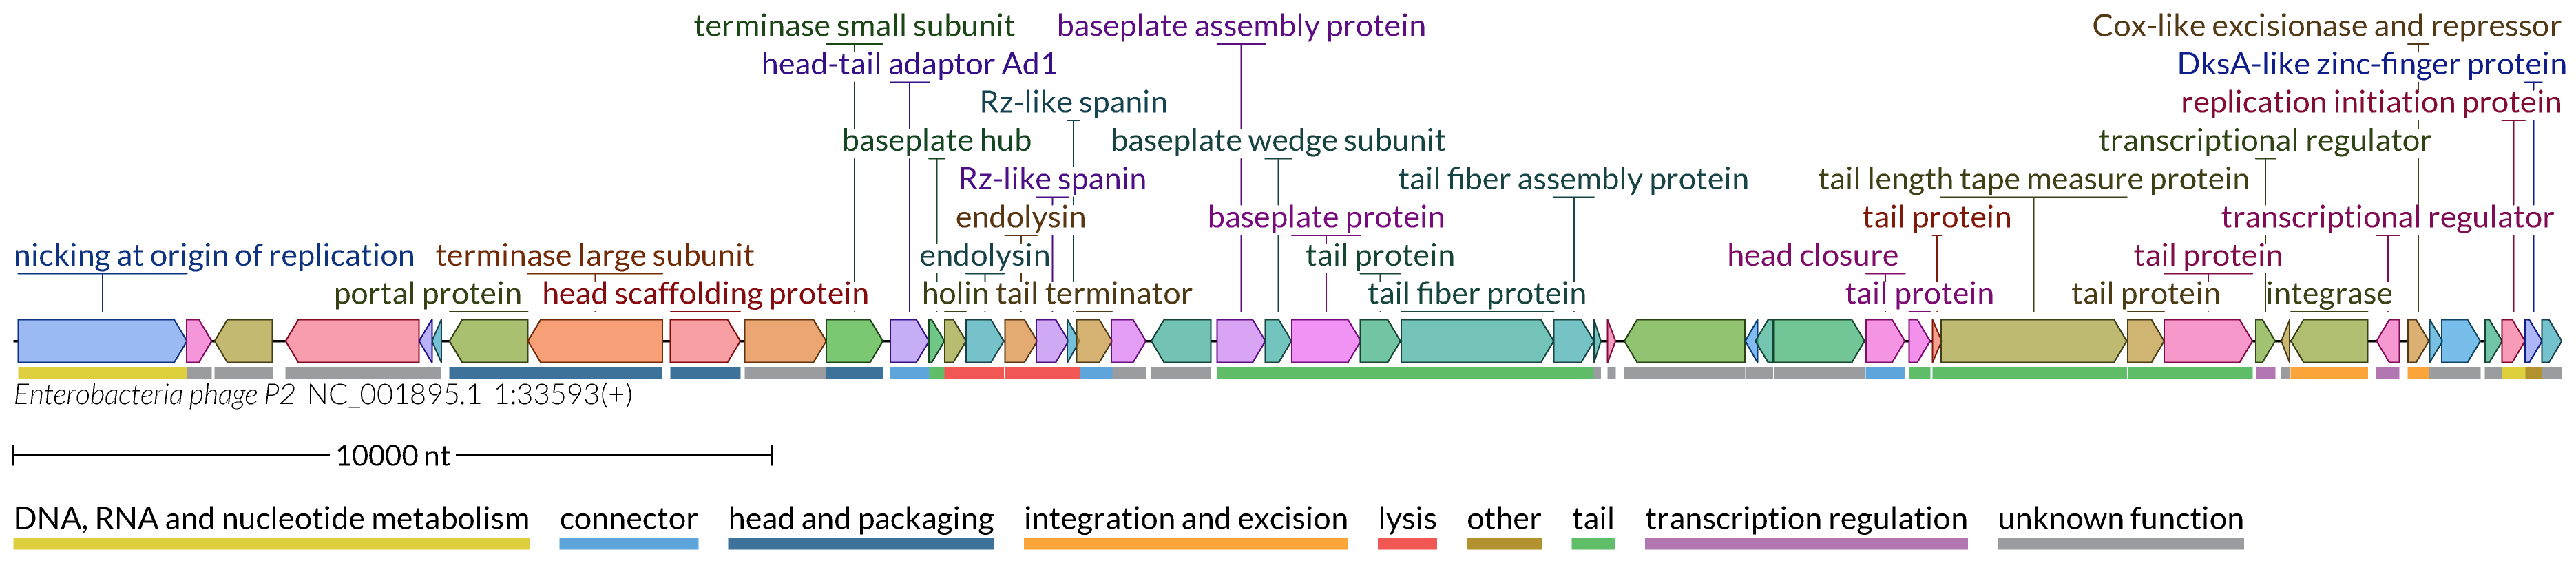 terminase small subunit baseplate assembly protein Cox-like excisionase and repressor
head-tail adaptor Ad1 DksA-like zinc-finger protein
Rz-like spanin replication initiation protein
baseplate hub baseplate wedge subunit transcriptional regulator
Rz-like spanin tail fiber assembly protein tail length tape measure protein
endolysin baseplate protein tail protein transcriptional regulator
nicking at origin of replication terminase large subunit endolysin tail protein head closure tail protein
portal protein head scaffolding protein holin tail terminator tail fiber protein tail protein tail protein integrase
Enterobacteria phage P2 NC_001895.1 1:33593(+)
10000 nt
DNA, RNA and nucleotide metabolism connector head and packaging integration and excision lysis other tail transcription regulation unknown function